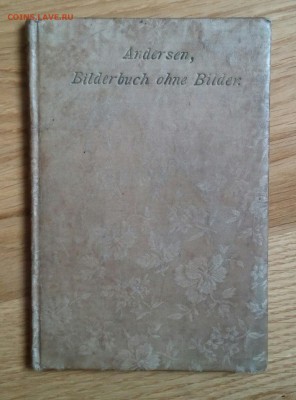 COINS.LAVE.RU
Andersen,
Bilderbuch ohne Bilder.